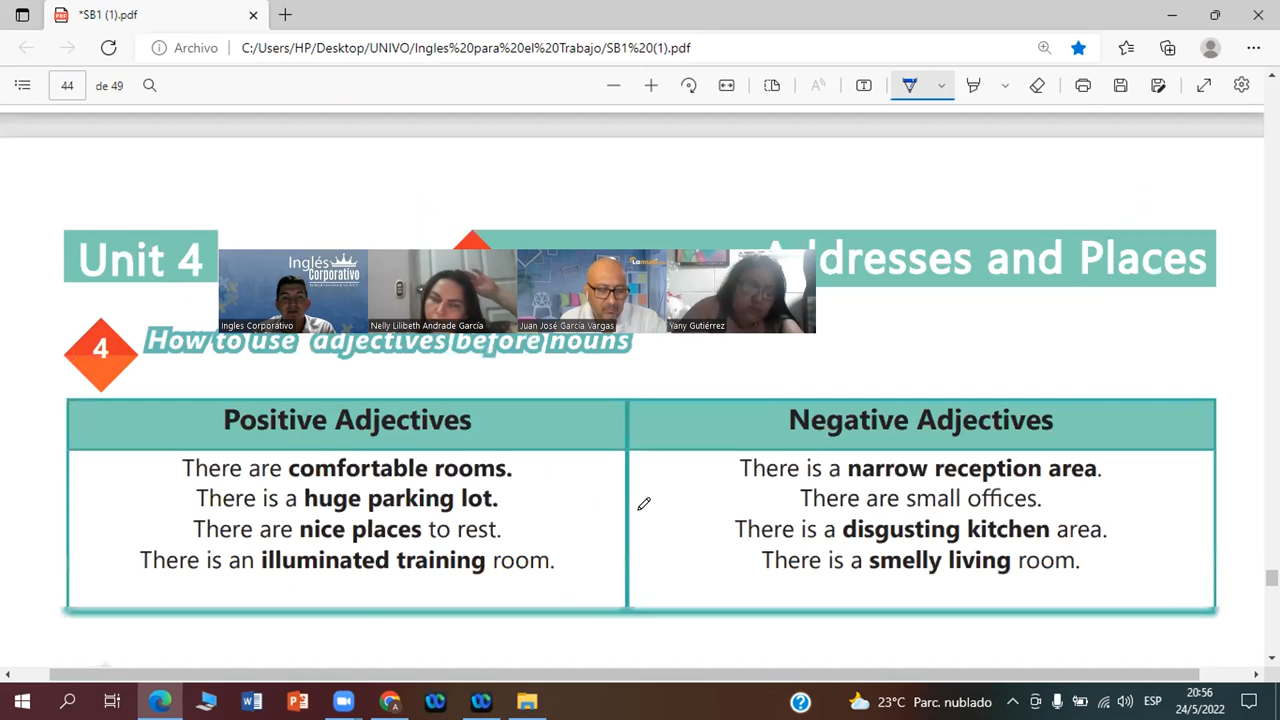 *SB1 (1).pdf
Archivo
C:/Users/HP/Desktop/UNIVO/Ingles%20para%20el%20Trabajo/SB1%20(1).pdf
44
de 49
Unit 4
dresses and Places
Inglés
Corporativo
Ingles Corporativo
Nelly Lilibeth Andrade García
Juan José García Vargas
Yany Gutiérrez
4
How to use adjectives before nouns
Positive Adjectives
Negative Adjectives
There are comfortable rooms.
There is a huge parking lot.
There are nice places to rest.
There is an illuminated training room.
There is a narrow reception area.
There are small offices.
There is a disgusting kitchen area.
There is a smelly living room.
23°C
Parc. nublado
ESP
20:56
24/5/2022